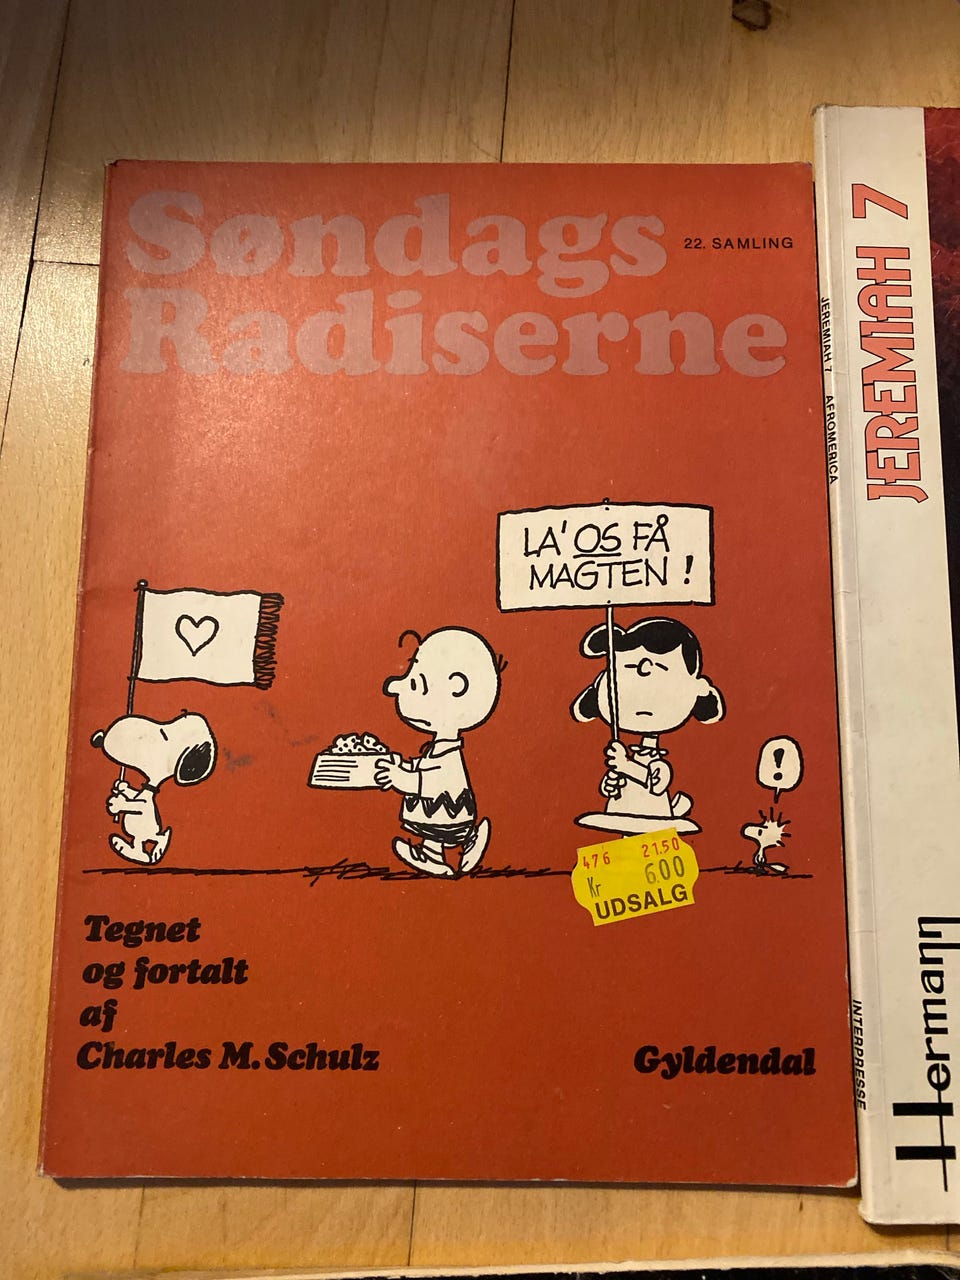 Søndags
Radiserne
22. SAMLING
LA' OS FÅ
MAGTEN !
!
476 21.50
Kr 6.00
UDSALG
Tegnet
og fortalt
af
Charles M. Schulz
Gyldendal
JEREMIAH 7
JEREMIAH 7 AFROMERICA
INTERPRESSE
Hermann